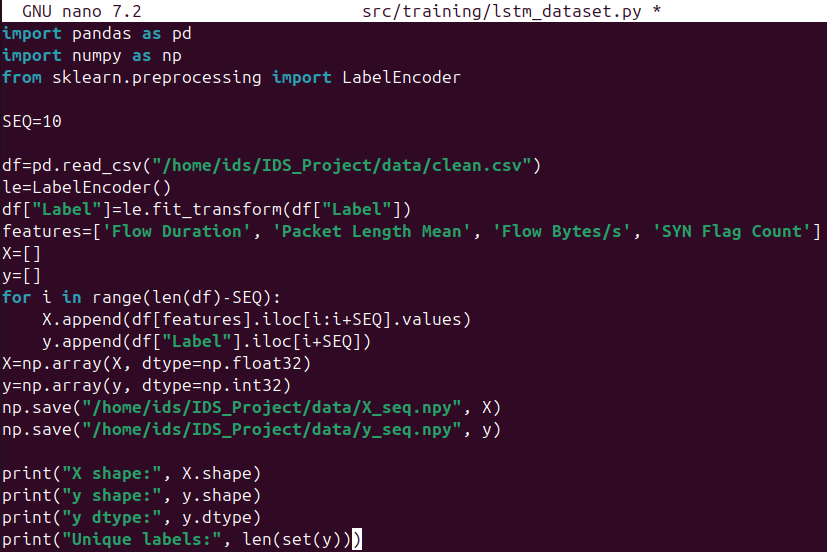 GNU nano 7.2 src/training/lstm_dataset.py *
import pandas as pd
import numpy as np
from sklearn.preprocessing import LabelEncoder
SEQ=10
df=pd.read_csv("/home/ids/IDS_Project/data/clean.csv")
le=LabelEncoder()
df["Label"]=le.fit_transform(df["Label"])
features=['Flow Duration', 'Packet Length Mean', 'Flow Bytes/s', 'SYN Flag Count']
X=[]
y=[]
for i in range(len(df)-SEQ):
    X.append(df[features].iloc[i:i+SEQ].values)
    y.append(df["Label"].iloc[i+SEQ])
X=np.array(X, dtype=np.float32)
y=np.array(y, dtype=np.int32)
np.save("/home/ids/IDS_Project/data/X_seq.npy", X)
np.save("/home/ids/IDS_Project/data/y_seq.npy", y)
print("X shape:", X.shape)
print("y shape:", y.shape)
print("y dtype:", y.dtype)
print("Unique labels:", len(set(y)))